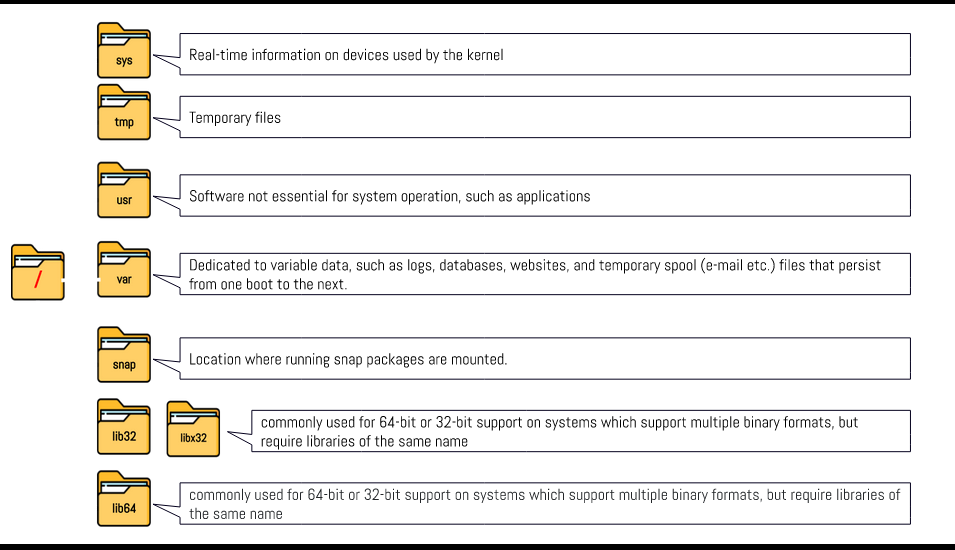 sys
Real-time information on devices used by the kernel
tmp
Temporary files
usr
Software not essential for system operation, such as applications
/
var
Dedicated to variable data, such as logs, databases, websites, and temporary spool (e-mail etc.) files that persist
from one boot to the next.
snap
Location where running snap packages are mounted.
lib32
libx32
commonly used for 64-bit or 32-bit support on systems which support multiple binary formats, but
require libraries of the same name
lib64
commonly used for 64-bit or 32-bit support on systems which support multiple binary formats, but require libraries of
the same name